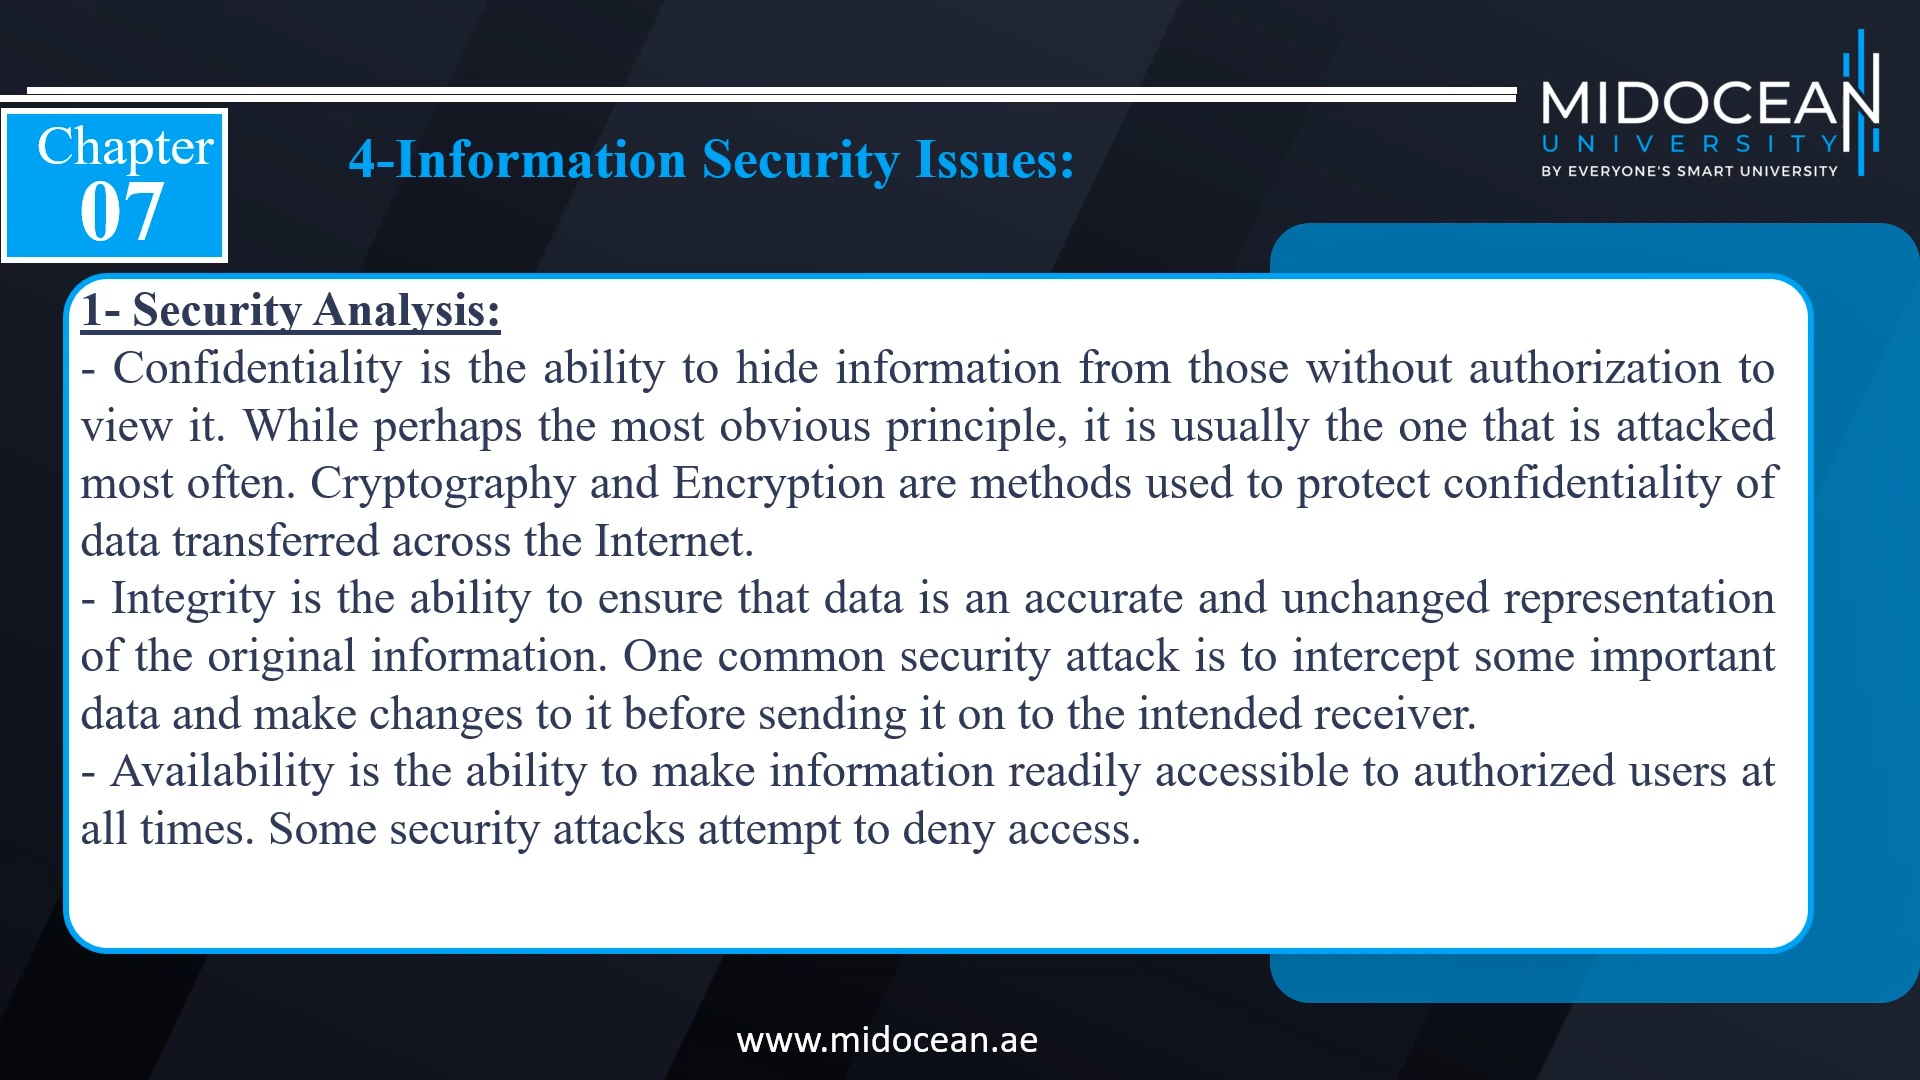 MIDOCEAN
UNIVERSITY
BY EVERYONE'S SMART UNIVERSITY
Chapter
07
4-Information Security Issues:
1- Security Analysis:
- Confidentiality is the ability to hide information from those without authorization to
view it. While perhaps the most obvious principle, it is usually the one that is attacked
most often. Cryptography and Encryption are methods used to protect confidentiality of
data transferred across the Internet.
- Integrity is the ability to ensure that data is an accurate and unchanged representation
of the original information. One common security attack is to intercept some important
data and make changes to it before sending it on to the intended receiver.
- Availability is the ability to make information readily accessible to authorized users at
all times. Some security attacks attempt to deny access.
www.midocean.ae